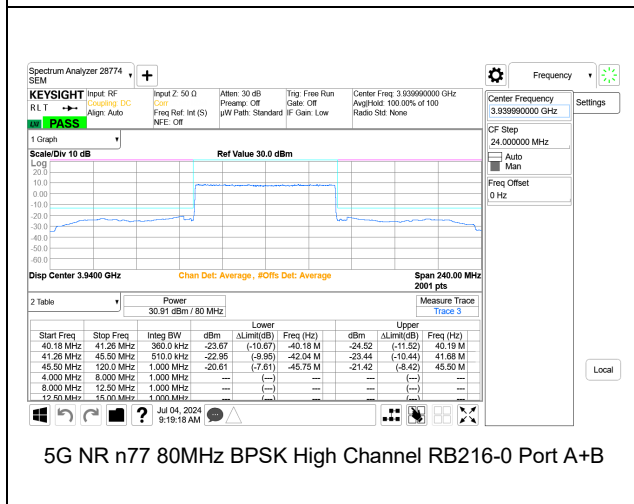 Spectrum Analyzer 28774
SEM
Frequency
KEYSIGHT Input: RF Input Z: 50 Ω Atten: 30 dB Trig: Free Run Center Freq: 3.939990000 GHz
RLT Coupling: DC Corr Preamp: Off Gate: Off Avg|Hold: 100.00% of 100
Align: Auto Freq Ref: Int (S) µW Path: Standard IF Gain: Low Radio Std: None
NFE: Off
LM PASS
Center Frequency
3.939990000 GHz
Settings
CF Step
24.000000 MHz
Auto
Man
Freq Offset
0 Hz
1 Graph
Scale/Div 10 dB Ref Value 30.0 dBm
Log
20.0
10.0
0.00
-10.0
-20.0
-30.0
-40.0
-50.0
-60.0
Disp Center 3.9400 GHz Chan Det: Average, #Offs Det: Average Span 240.00 MHz
2001 pts
2 Table Power Measure Trace
30.91 dBm / 80 MHz Trace 3
Lower Upper
Start Freq Stop Freq Integ BW dBm ΔLimit(dB) Freq (Hz) dBm ΔLimit(dB) Freq (Hz)
40.18 MHz 41.26 MHz 360.0 kHz -23.67 (-10.67) -40.18 M -24.52 (-11.52) 40.19 M
41.26 MHz 45.50 MHz 510.0 kHz -22.95 (-9.95) -42.04 M -23.44 (-10.44) 41.68 M
45.50 MHz 120.0 MHz 1.000 MHz -20.61 (-7.61) -45.75 M -21.42 (-8.42) 45.50 M
4.000 MHz 8.000 MHz 1.000 MHz --- (---) --- (---) ---
8.000 MHz 12.50 MHz 1.000 MHz --- (---) --- (---) ---
12.50 MHz 15.00 MHz 1.000 MHz --- (---) --- (---) ---
Local
? Jul 04, 2024
9:19:18 AM
5G NR n77 80MHz BPSK High Channel RB216-0 Port A+B